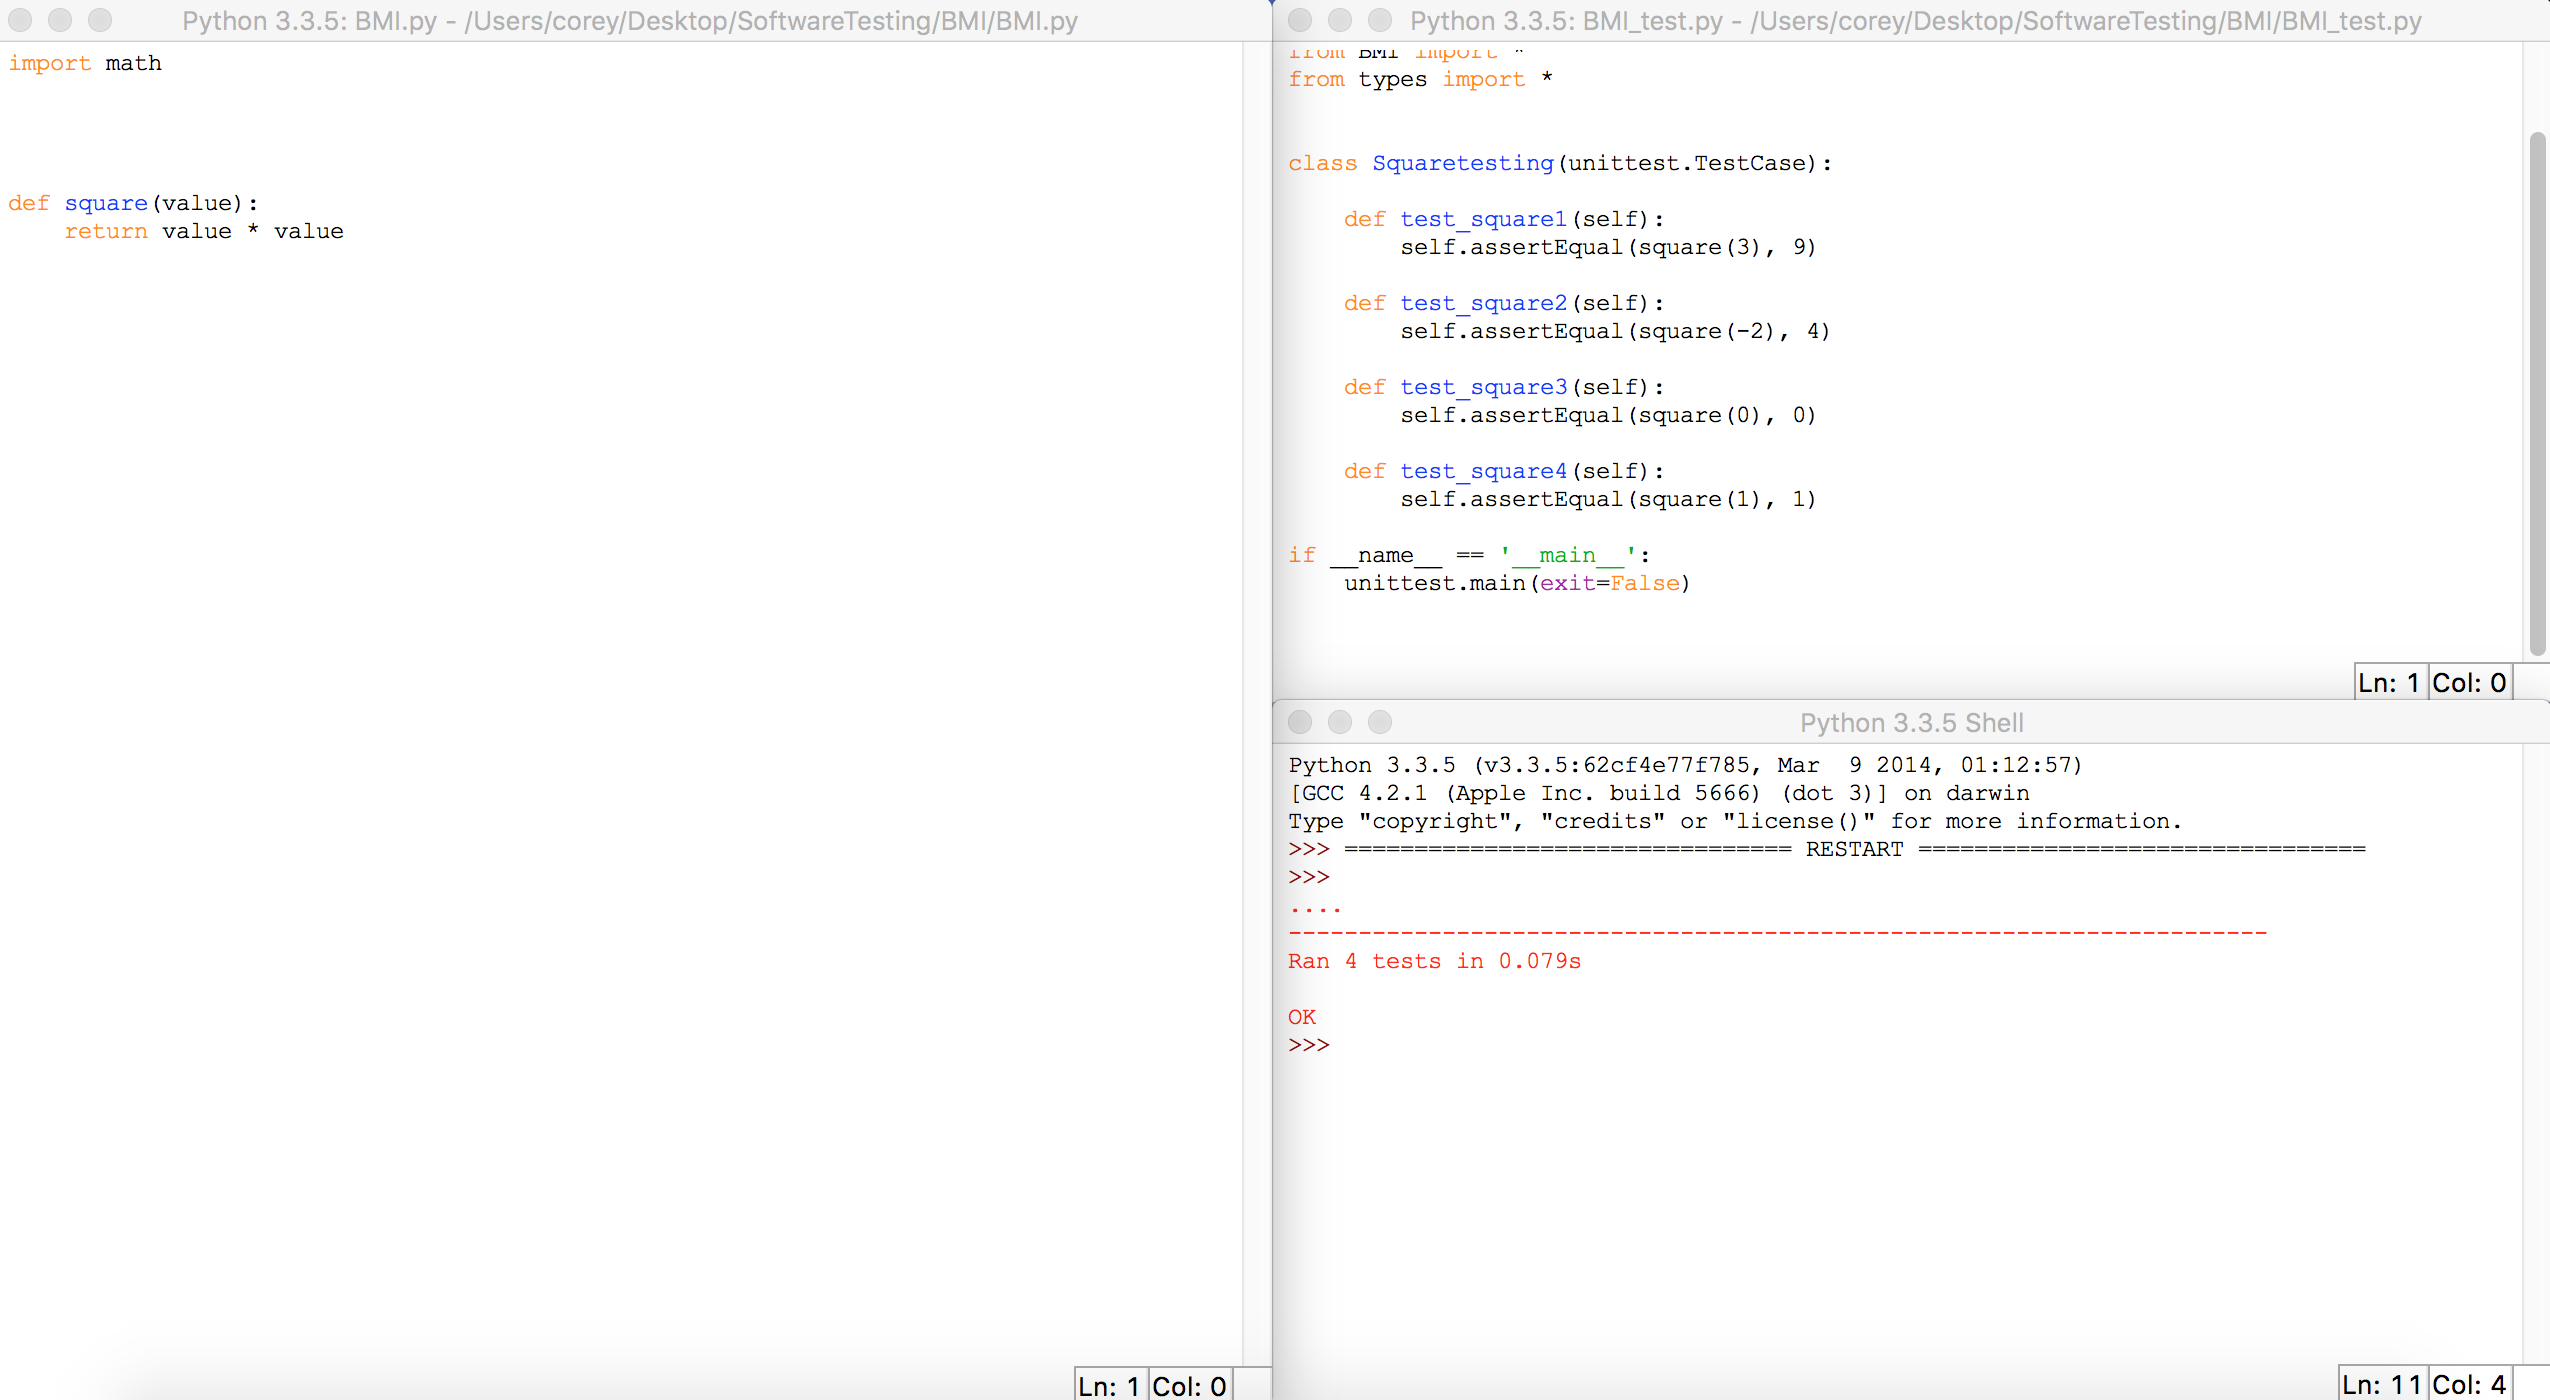 Python 3.3.5: BMI.py - /Users/corey/Desktop/SoftwareTesting/BMI/BMI.py
import math
def square(value):
    return value * value
Ln: 1 Col: 0
Python 3.3.5: BMI_test.py - /Users/corey/Desktop/SoftwareTesting/BMI/BMI_test.py
from BMI import *
from types import *
class Squaretesting(unittest.TestCase):
    def test_square1(self):
        self.assertEqual(square(3), 9)
    def test_square2(self):
        self.assertEqual(square(-2), 4)
    def test_square3(self):
        self.assertEqual(square(0), 0)
    def test_square4(self):
        self.assertEqual(square(1), 1)
if __name__ == '__main__':
    unittest.main(exit=False)
Ln: 1 Col: 0
Python 3.3.5 Shell
Python 3.3.5 (v3.3.5:62cf4e77f785, Mar  9 2014, 01:12:57)
[GCC 4.2.1 (Apple Inc. build 5666) (dot 3)] on darwin
Type "copyright", "credits" or "license()" for more information.
>>> ================================ RESTART ================================
>>>
....
----------------------------------------------------------------------
Ran 4 tests in 0.079s
OK
>>>
Ln: 11 Col: 4